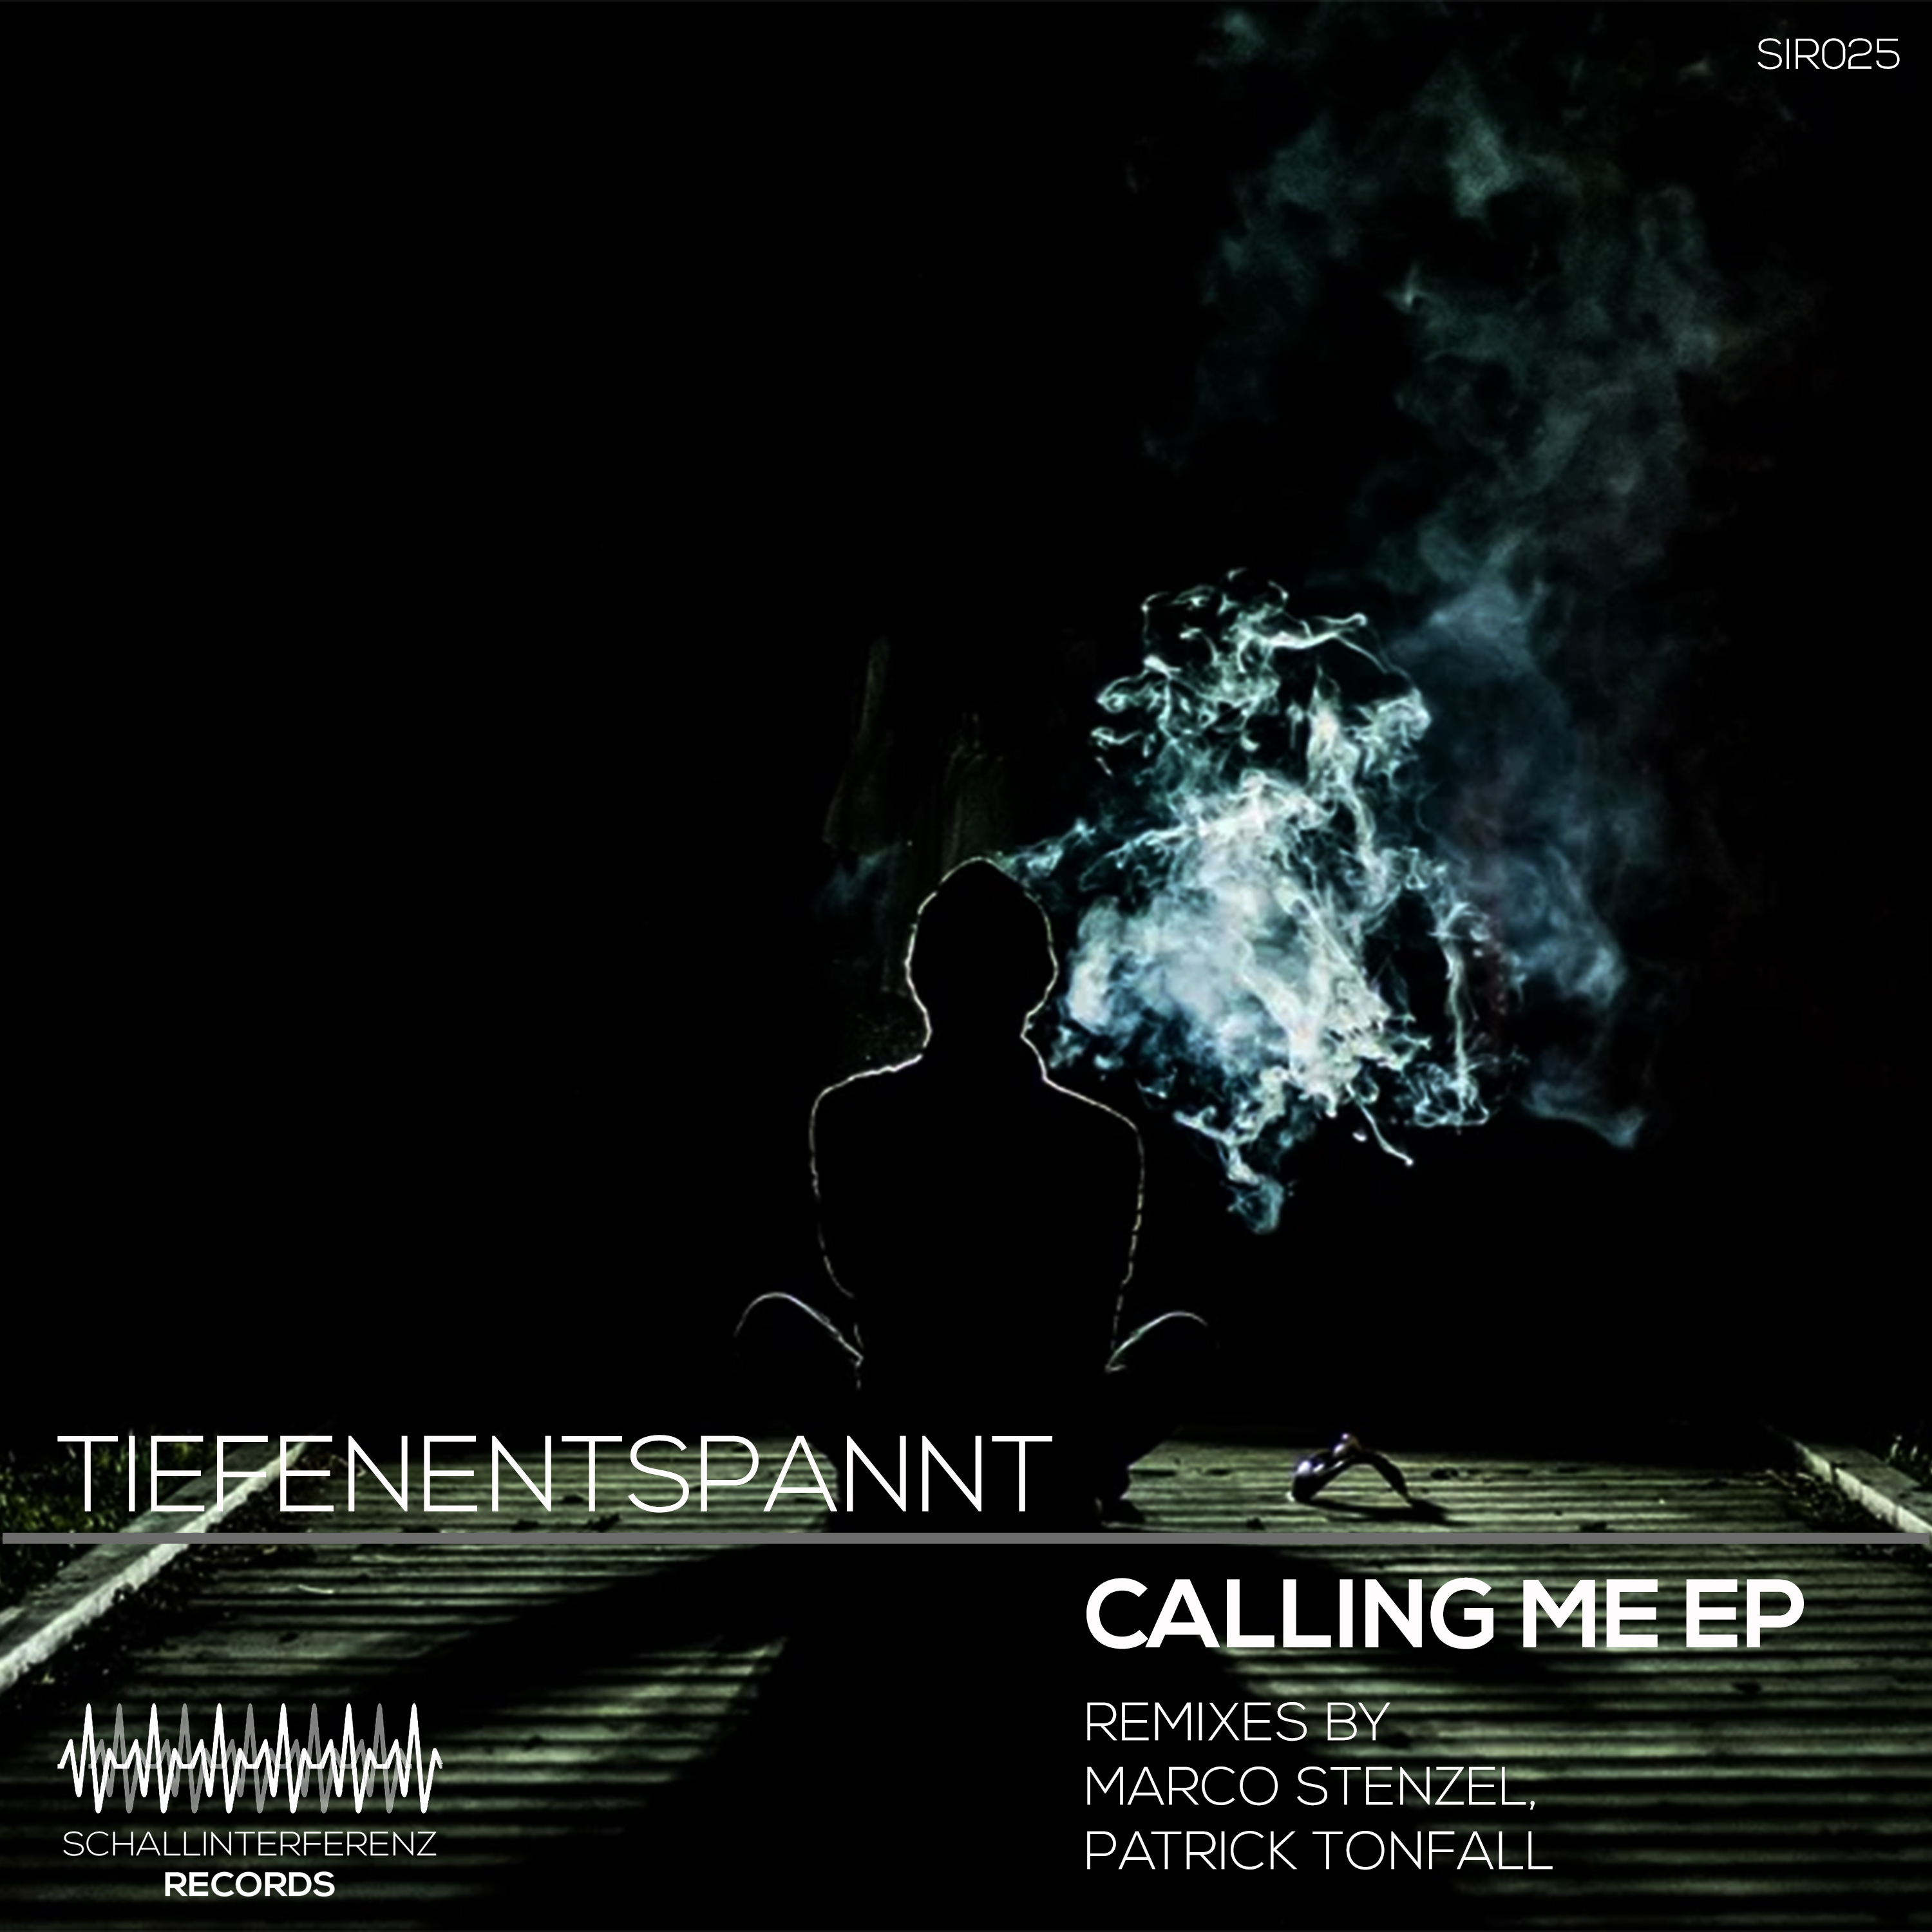 SIR025
TIEFENENTSPANNT
CALLING ME EP
REMIXES BY
MARCO STENZEL,
PATRICK TONFALL
SCHALLINTERFERENZ
RECORDS